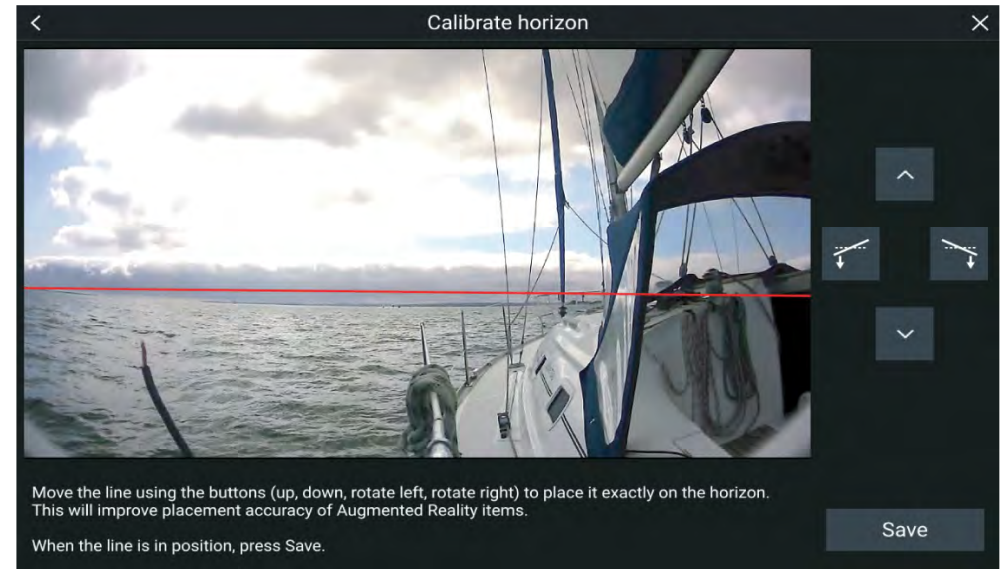 Calibrate horizon
Move the line using the buttons (up, down, rotate left, rotate right) to place it exactly on the horizon.
This will improve placement accuracy of Augmented Reality items.
When the line is in position, press Save.
Save